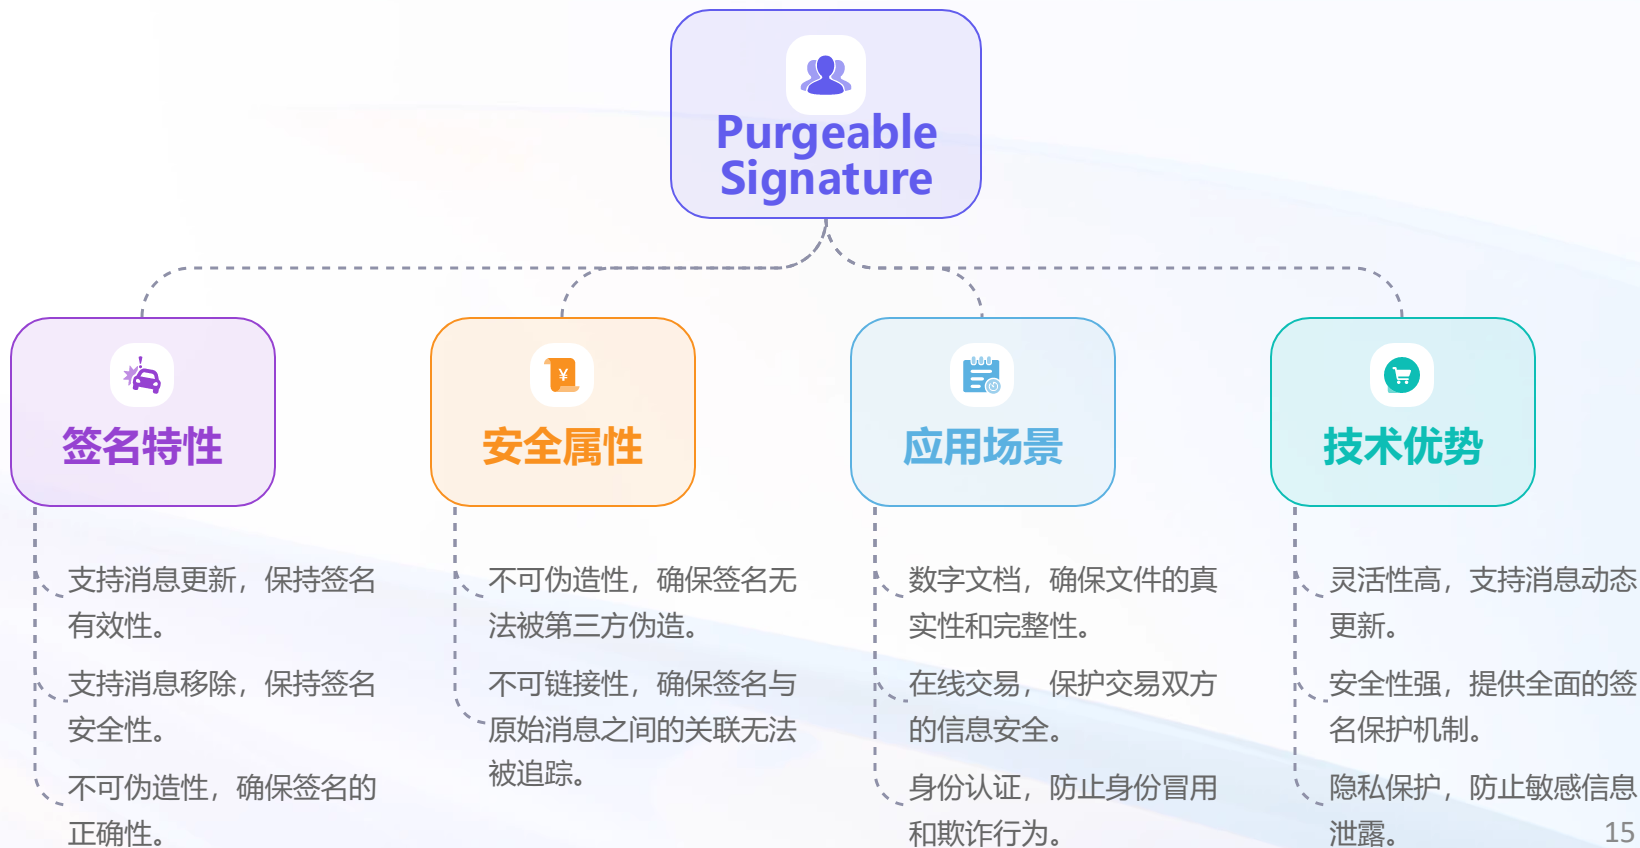 Purgeable
Signature
签名特性
支持消息更新，保持签名
有效性。
支持消息移除，保持签名
安全性。
不可伪造性，确保签名的
正确性。
¥
安全属性
不可伪造性，确保签名无
法被第三方伪造。
不可链接性，确保签名与
原始消息之间的关联无法
被追踪。
应用场景
数字文档，确保文件的真
实性和完整性。
在线交易，保护交易双方
的信息安全。
身份认证，防止身份冒用
和欺诈行为。
技术优势
灵活性高，支持消息动态
更新。
安全性强，提供全面的签
名保护机制。
隐私保护，防止敏感信息
泄露。
15